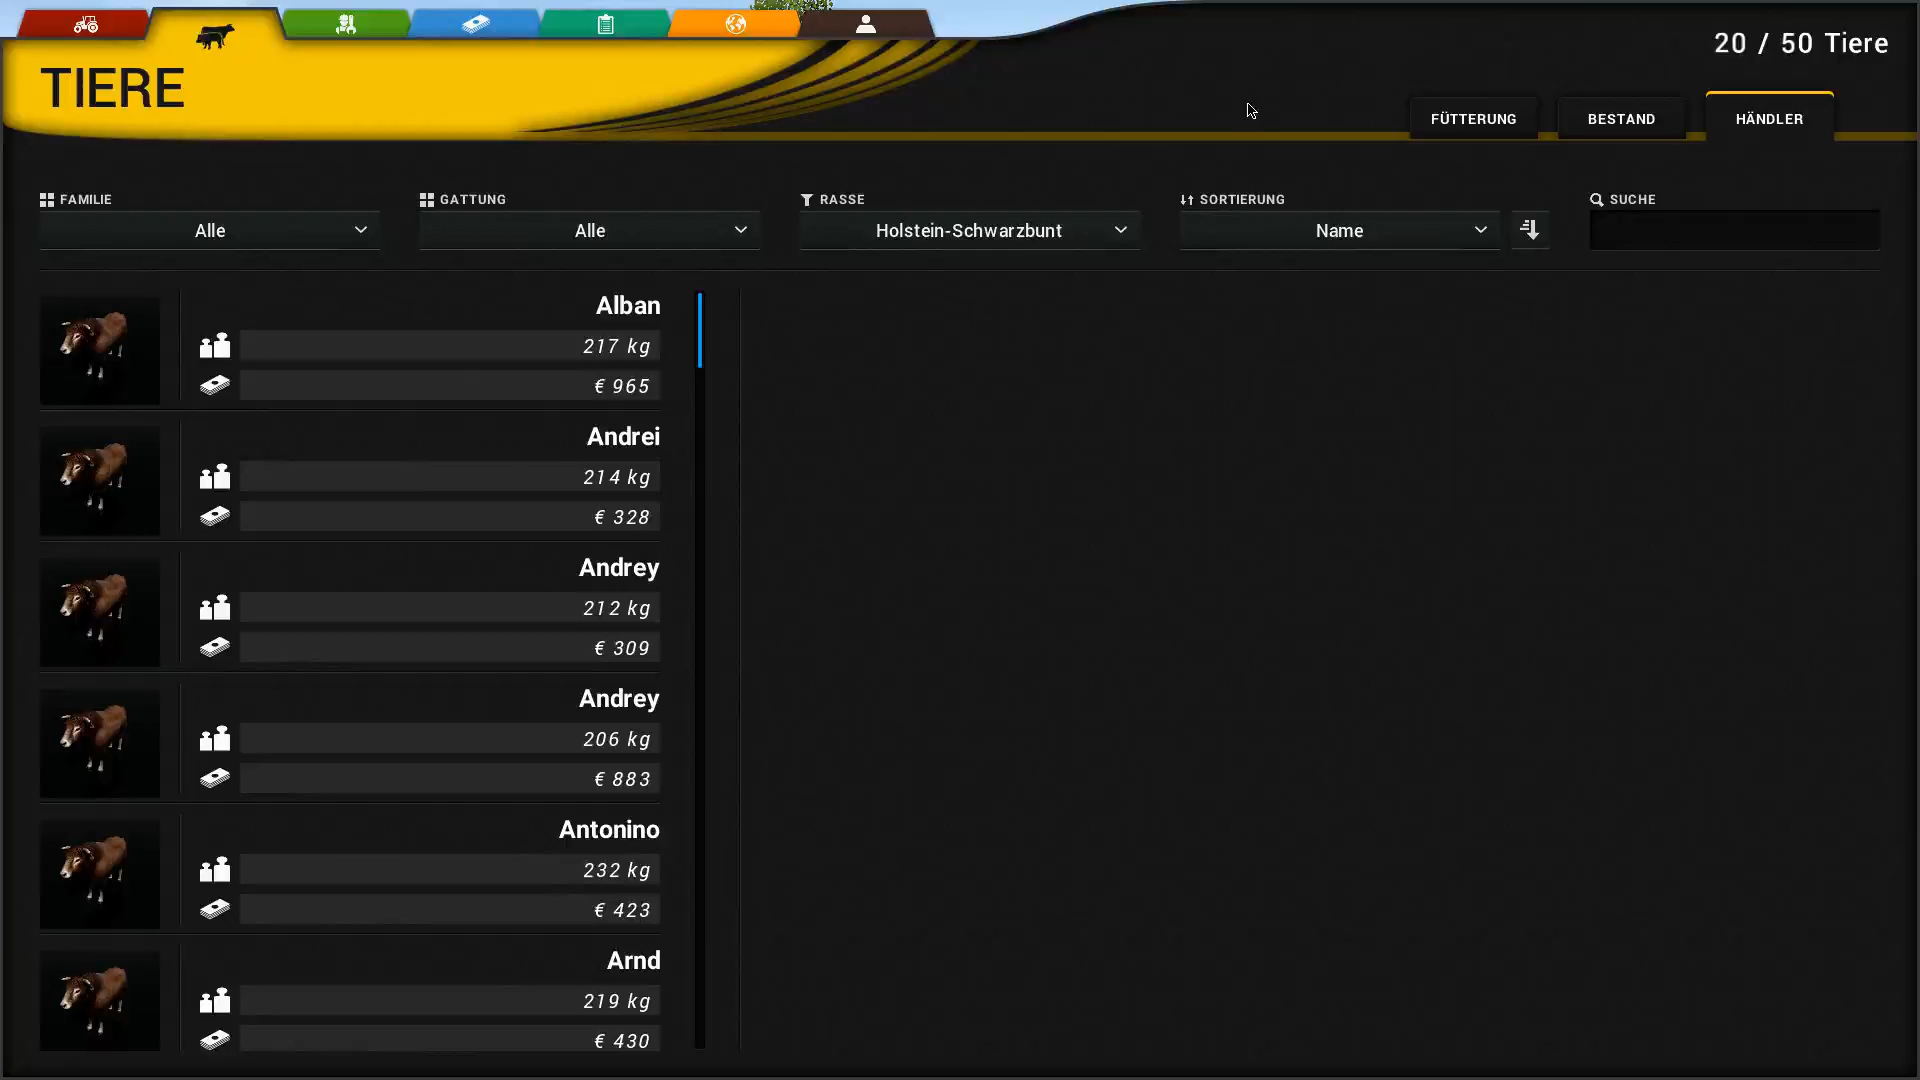 20 / 50 Tiere
TIERE
FÜTTERUNG
BESTAND
HÄNDLER
FAMILIE
GATTUNG
RASSE
SORTIERUNG
SUCHE
Alle
Alle
Holstein-Schwarzbunt
Name
Alban
217 kg
€ 965
Andrei
214 kg
€ 328
Andrey
212 kg
€ 309
Andrey
206 kg
€ 883
Antonino
232 kg
€ 423
Arnd
219 kg
€ 430